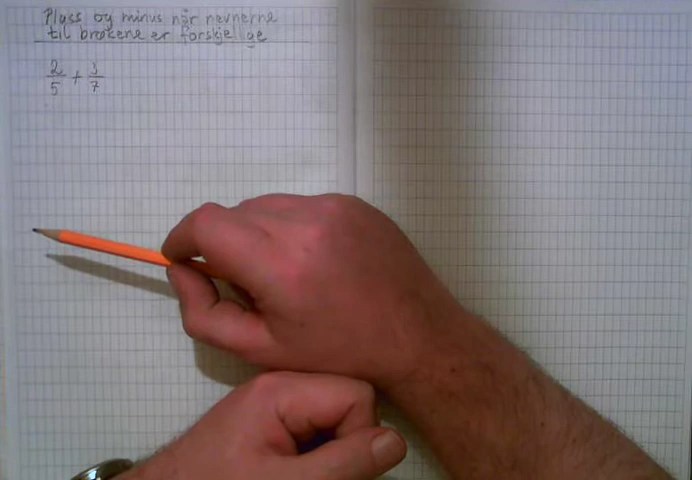 Pluss og minus når nevnerne
til brøkene er forskjellige
2/5 + 3/7